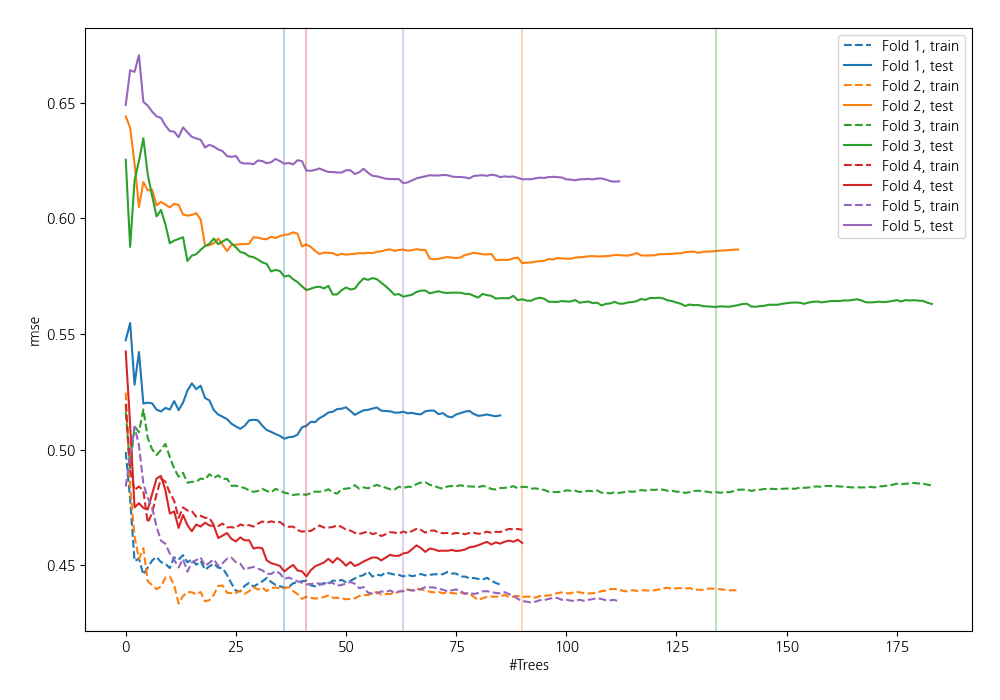 Fold 1, train
Fold 1, test
Fold 2, train
Fold 2, test
Fold 3, train
Fold 3, test
Fold 4, train
Fold 4, test
Fold 5, train
Fold 5, test
0.65
0.60
0.55
0.50
0.45
rmse
0 25 50 75 100 125 150 175
#Trees